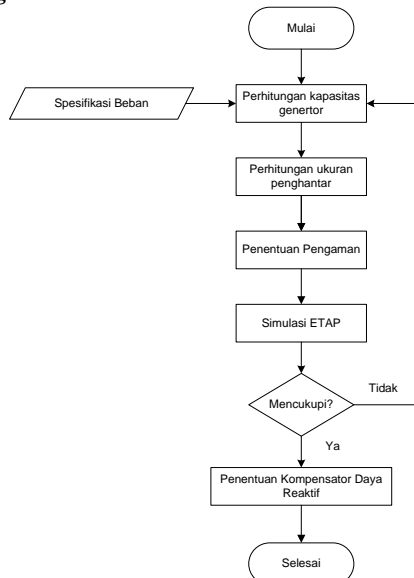 Mulai
Spesifikasi Beban
Perhitungan kapasitas
genertor
Perhitungan ukuran
penghantar
Penentuan Pengaman
Simulasi ETAP
Mencukupi?
Tidak
Ya
Penentuan Kompensator Daya
Reaktif
Selesai